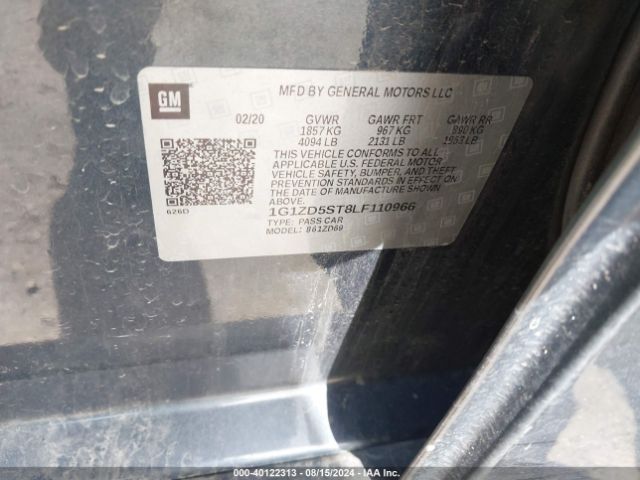 GM
MFD BY GENERAL MOTORS LLC
02/20 GVWR GAWR FRT GAWR RR
1857 KG 967 KG 890 KG
4094 LB 2131 LB 1963 LB
THIS VEHICLE CONFORMS TO ALL
APPLICABLE U.S. FEDERAL MOTOR
VEHICLE SAFETY, BUMPER, AND THEFT
PREVENTION STANDARDS IN EFFECT ON
THE DATE OF MANUFACTURE SHOWN
ABOVE.
626D
1G1ZD5ST8LF110966
TYPE: PASS CAR
MODEL: 861ZD69
000-40122313 - 08/15/2024 - IAA Inc.